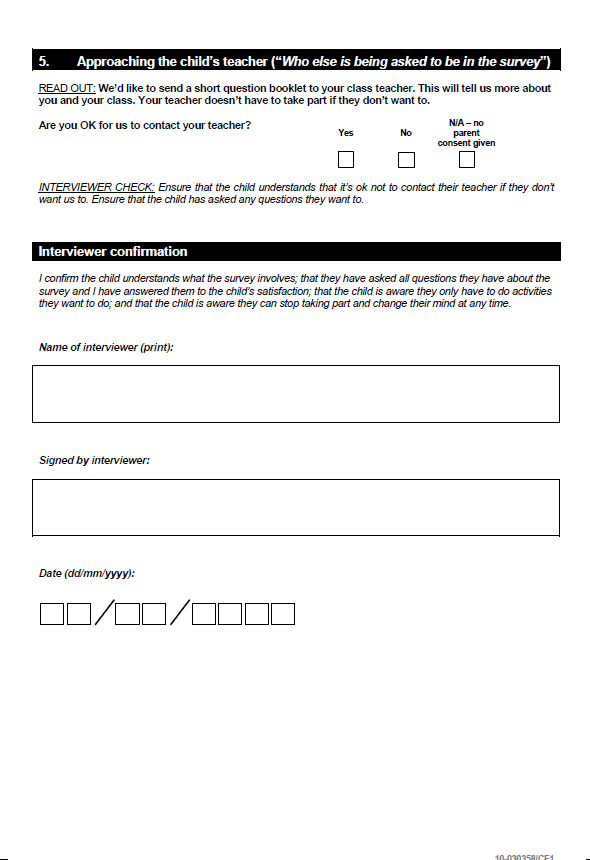 5. Approaching the child's teacher ("Who else is being asked to be in the survey")
READ OUT: We'd like to send a short question booklet to your class teacher. This will tell us more about
you and your class. Your teacher doesn't have to take part if they don't want to.
Are you OK for us to contact your teacher?
Yes
No
N/A – no
parent
consent given
INTERVIEWER CHECK: Ensure that the child understands that it's ok not to contact their teacher if they don't
want us to. Ensure that the child has asked any questions they want to.
Interviewer confirmation
I confirm the child understands what the survey involves; that they have asked all questions they have about the
survey and I have answered them to the child's satisfaction; that the child is aware they only have to do activities
they want to do; and that the child is aware they can stop taking part and change their mind at any time.
Name of interviewer (print):
Signed by interviewer:
Date (dd/mm/yyyy):
/ /
10-030358/CF1